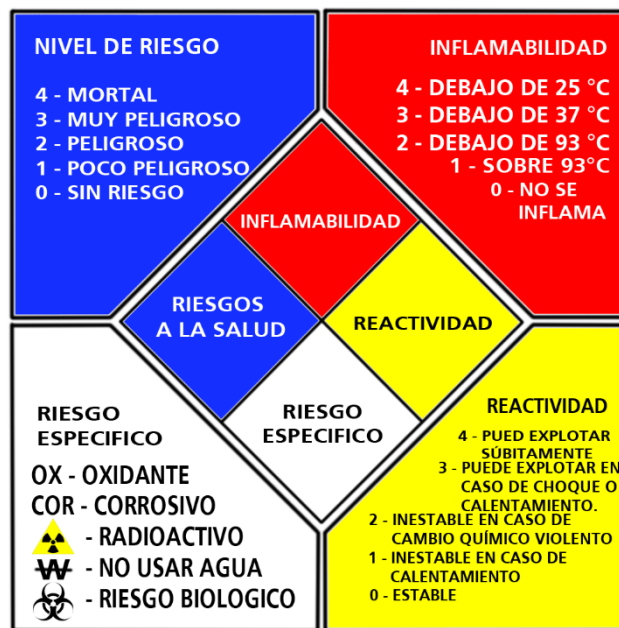 NIVEL DE RIESGO
4 - MORTAL
3 - MUY PELIGROSO
2 - PELIGROSO
1 - POCO PELIGROSO
0 - SIN RIESGO
INFLAMABILIDAD
4 - DEBAJO DE 25 °C
3 - DEBAJO DE 37 °C
2 - DEBAJO DE 93 °C
1 - SOBRE 93°C
0 - NO SE
INFLAMA
INFLAMABILIDAD
RIESGOS
A LA SALUD
REACTIVIDAD
RIESGO
ESPECIFICO
RIESGO
ESPECIFICO
OX - OXIDANTE
COR - CORROSIVO
- RADIOACTIVO
W - NO USAR AGUA
- RIESGO BIOLOGICO
REACTIVIDAD
4 - PUED EXPLOTAR
SÚBITAMENTE
3 - PUEDE EXPLOTAR EN
CASO DE CHOQUE O
CALENTAMIENTO.
2 - INESTABLE EN CASO DE
CAMBIO QUÍMICO VIOLENTO
1 - INESTABLE EN CASO DE
CALENTAMIENTO
0 - ESTABLE